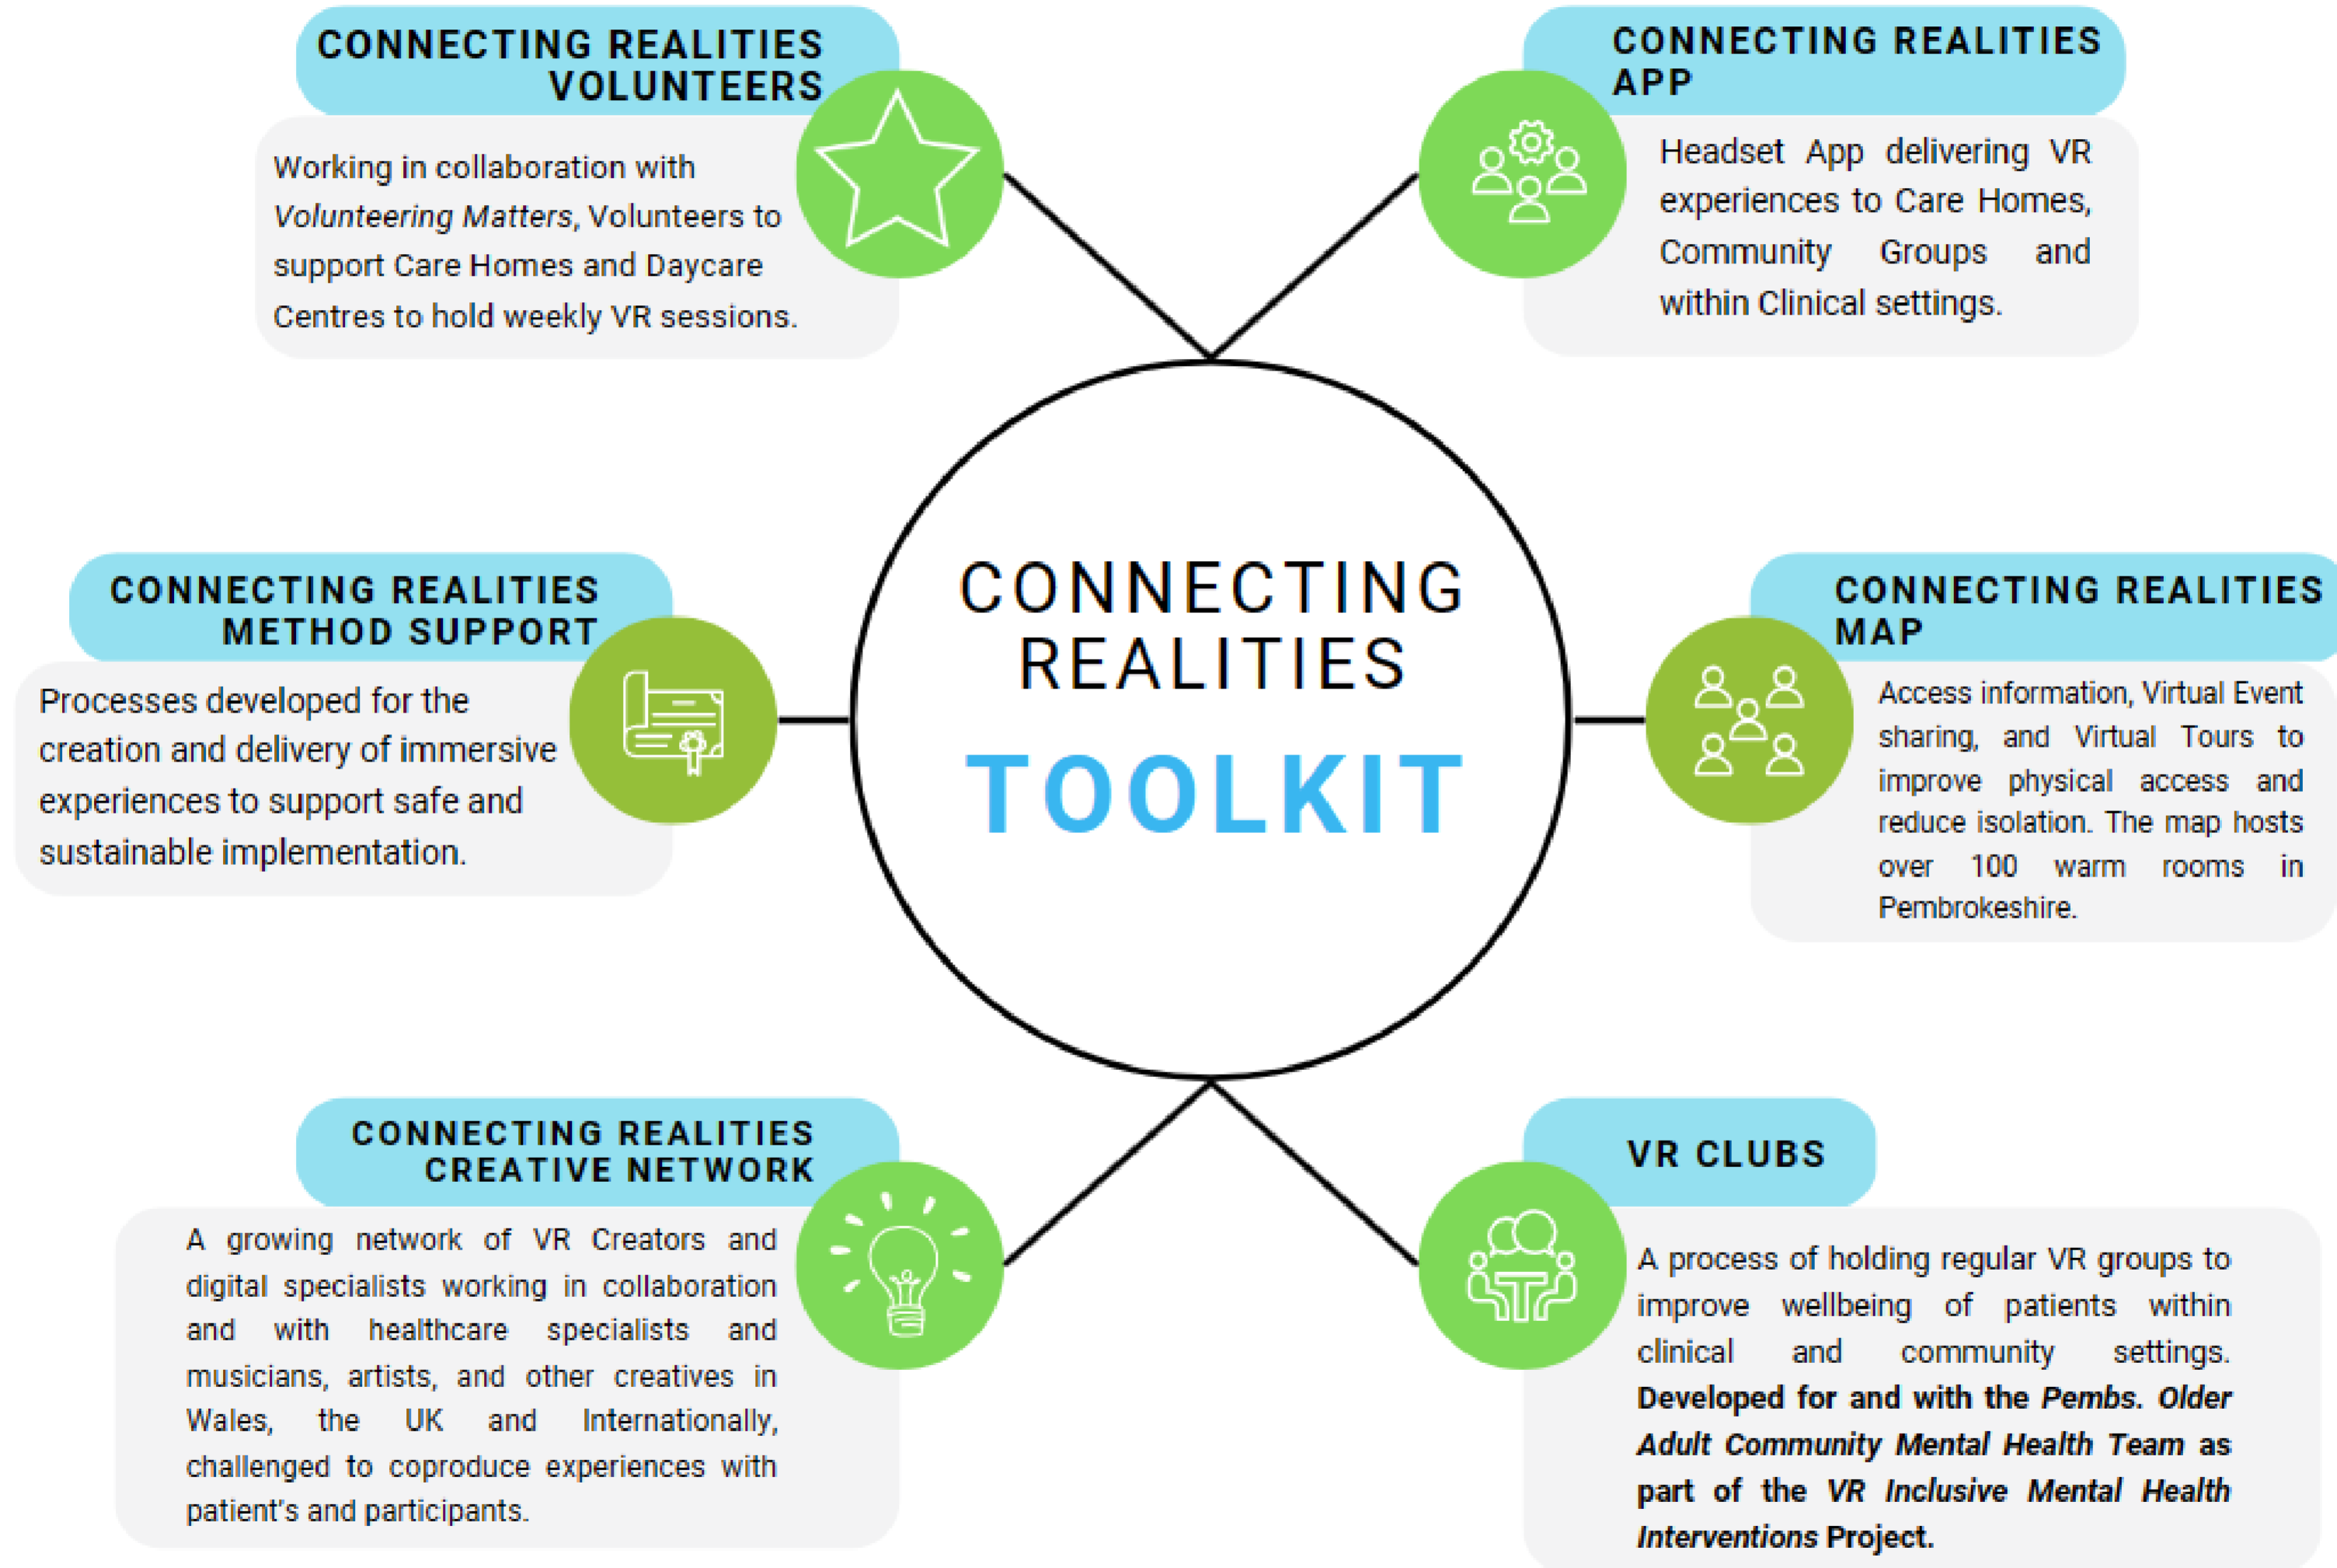 CONNECTING REALITIES
VOLUNTEERS
Working in collaboration with
Volunteering Matters, Volunteers to
support Care Homes and Daycare
Centres to hold weekly VR sessions.
CONNECTING REALITIES
APP
Headset App delivering VR
experiences to Care Homes,
Community Groups and
within Clinical settings.
CONNECTING REALITIES
METHOD SUPPORT
Processes developed for the
creation and delivery of immersive
experiences to support safe and
sustainable implementation.
CONNECTING
REALITIES
TOOLKIT
CONNECTING REALITIES
MAP
Access information, Virtual Event
sharing, and Virtual Tours to
improve physical access and
reduce isolation. The map hosts
over 100 warm rooms in
Pembrokeshire.
CONNECTING REALITIES
CREATIVE NETWORK
A growing network of VR Creators and
digital specialists working in collaboration
and with healthcare specialists and
musicians, artists, and other creatives in
Wales, the UK and Internationally,
challenged to coproduce experiences with
patient's and participants.
VR CLUBS
A process of holding regular VR groups to
improve wellbeing of patients within
clinical and community settings.
Developed for and with the Pembs. Older
Adult Community Mental Health Team as
part of the VR Inclusive Mental Health
Interventions Project.